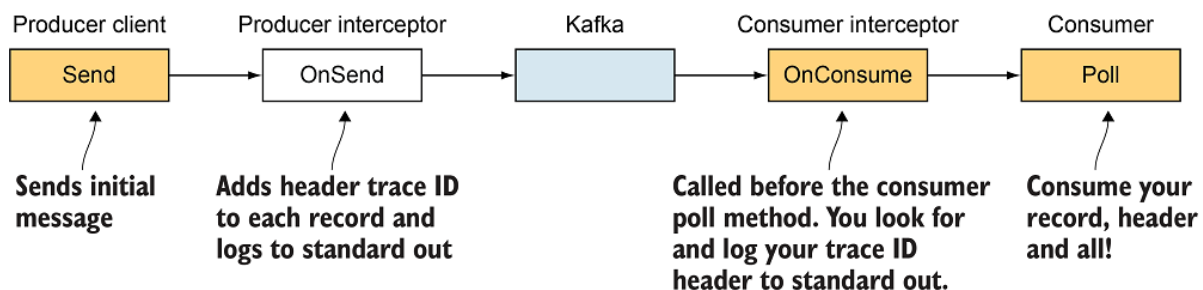 Producer client
Producer interceptor
Kafka
Consumer interceptor
Consumer
Send
OnSend
OnConsume
Poll
Sends initial
message
Adds header trace ID
to each record and
logs to standard out
Called before the consumer
poll method. You look for
and log your trace ID
header to standard out.
Consume your
record, header
and all!